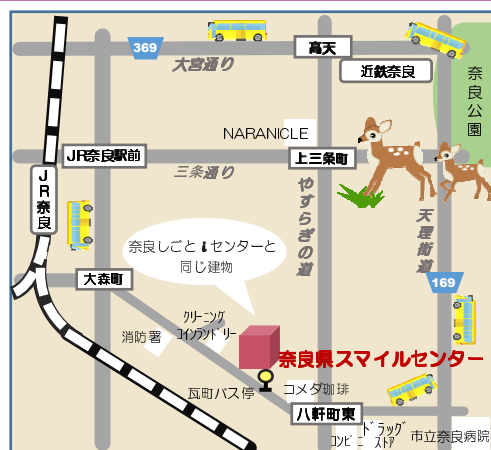 369
高天
大宮通り
近鉄奈良
奈良公園
NARANICLE
JR奈良駅前
上三条町
三条通り
JR奈良
やすらぎの道
天理街道
奈良しごとiセンターと
同じ建物
169
大森町
クリーニング
コインランドリー
消防署
奈良県スマイルセンター
瓦町バス停
コメダ珈琲
八軒町東
コンビニ
ドラッグ
ストア
市立奈良病院